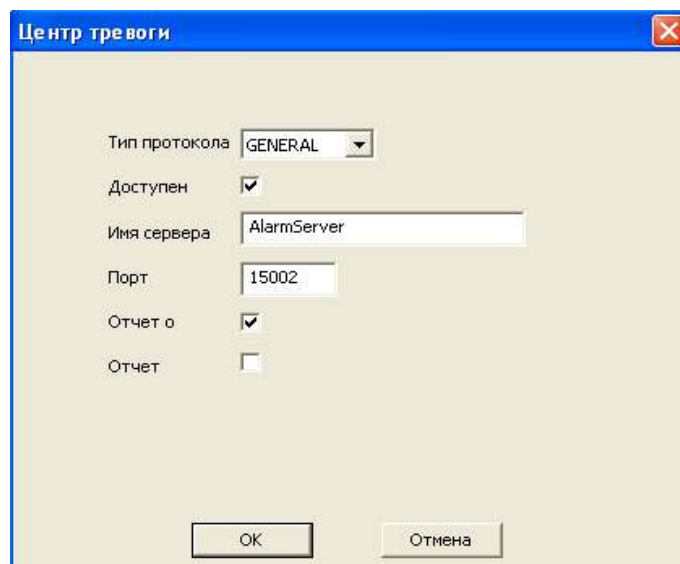 Центр тревоги
Тип протокола GENERAL
Доступен
Имя сервера AlarmServer
Порт 15002
Отчет о
Отчет
OK Отмена